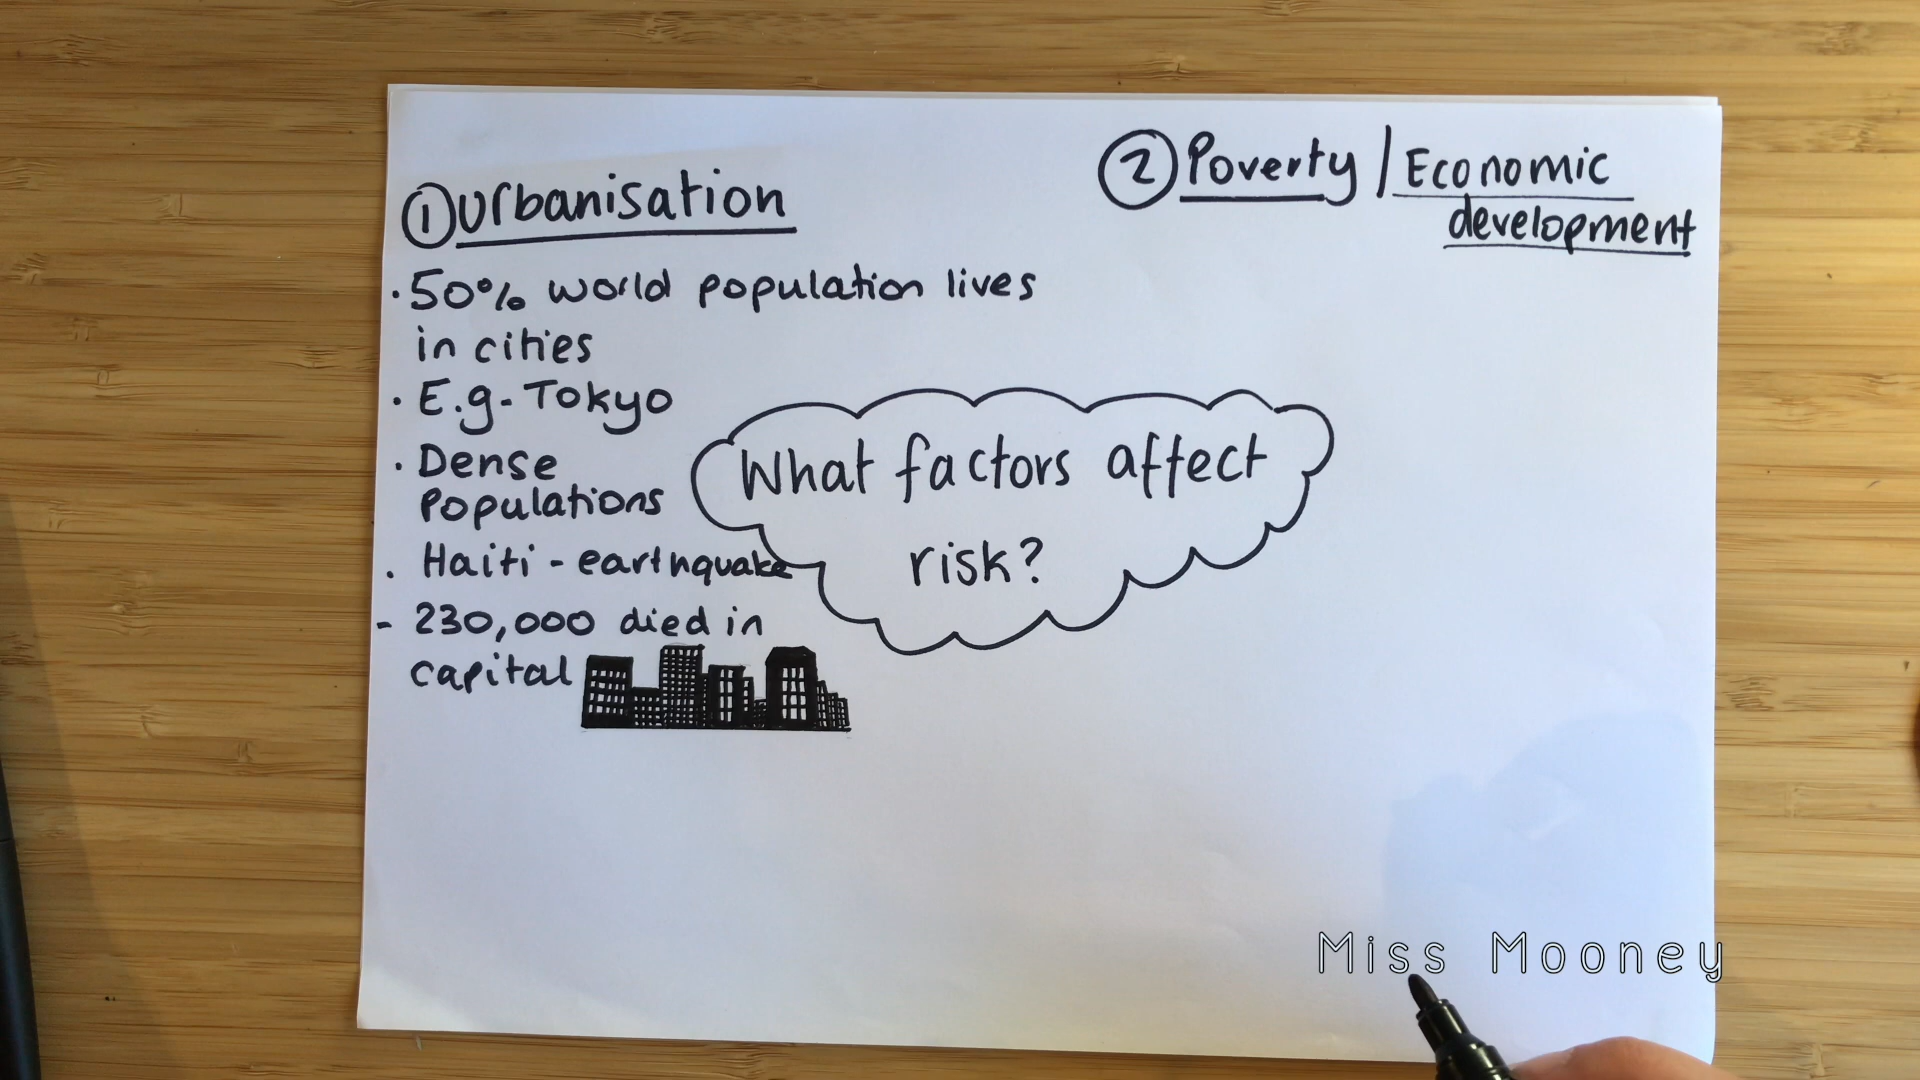 ① Urbanisation
• 50% world population lives
in cities
• E.g. - Tokyo
• Dense
populations
• Haiti - earthquake
- 230,000 died in
capital
② Poverty / Economic
development
What factors affect
risk?
Miss Mooney